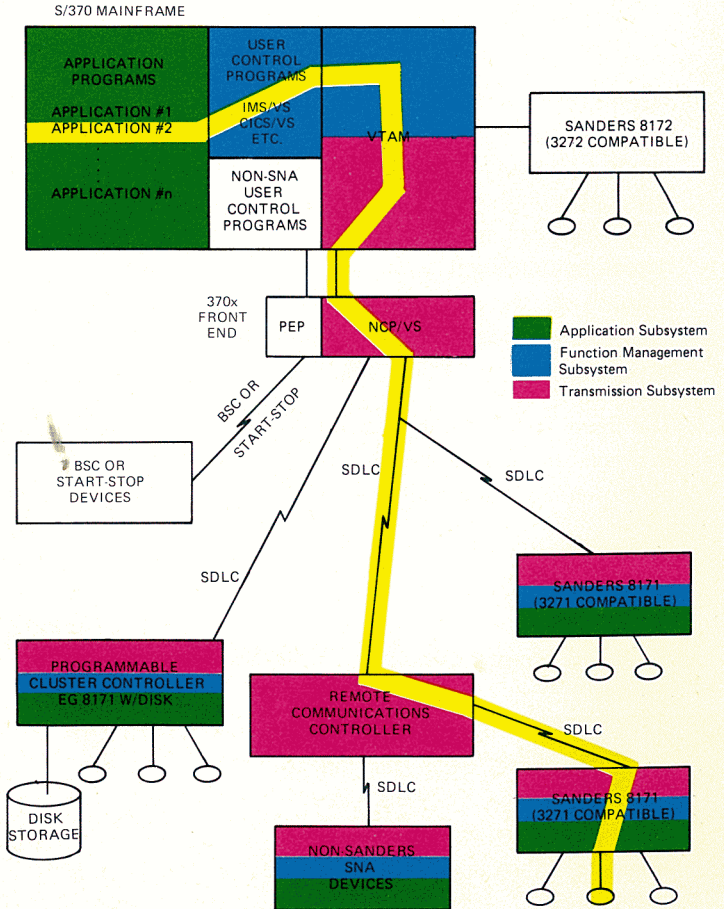 S/370 MAINFRAME
APPLICATION
PROGRAMS
APPLICATION #1
APPLICATION #2
APPLICATION #n
USER
CONTROL
PROGRAMS
IMS/VS
CICS/VS
ETC.
NON-SNA
USER
CONTROL
PROGRAMS
VTAM
SANDERS 8172
(3272 COMPATIBLE)
370x
FRONT
END
PEP
NCP/VS
Application Subsystem
Function Management
Subsystem
Transmission Subsystem
BSC OR
START-STOP
BSC OR
START-STOP
DEVICES
SDLC
SDLC
SDLC
SANDERS 8171
(3271 COMPATIBLE)
PROGRAMMABLE
CLUSTER CONTROLLER
EG 8171 W/DISK
REMOTE
COMMUNICATIONS
CONTROLLER
SDLC
SDLC
DISK
STORAGE
NON-SANDERS
SNA
DEVICES
SANDERS 8171
(3271 COMPATIBLE)